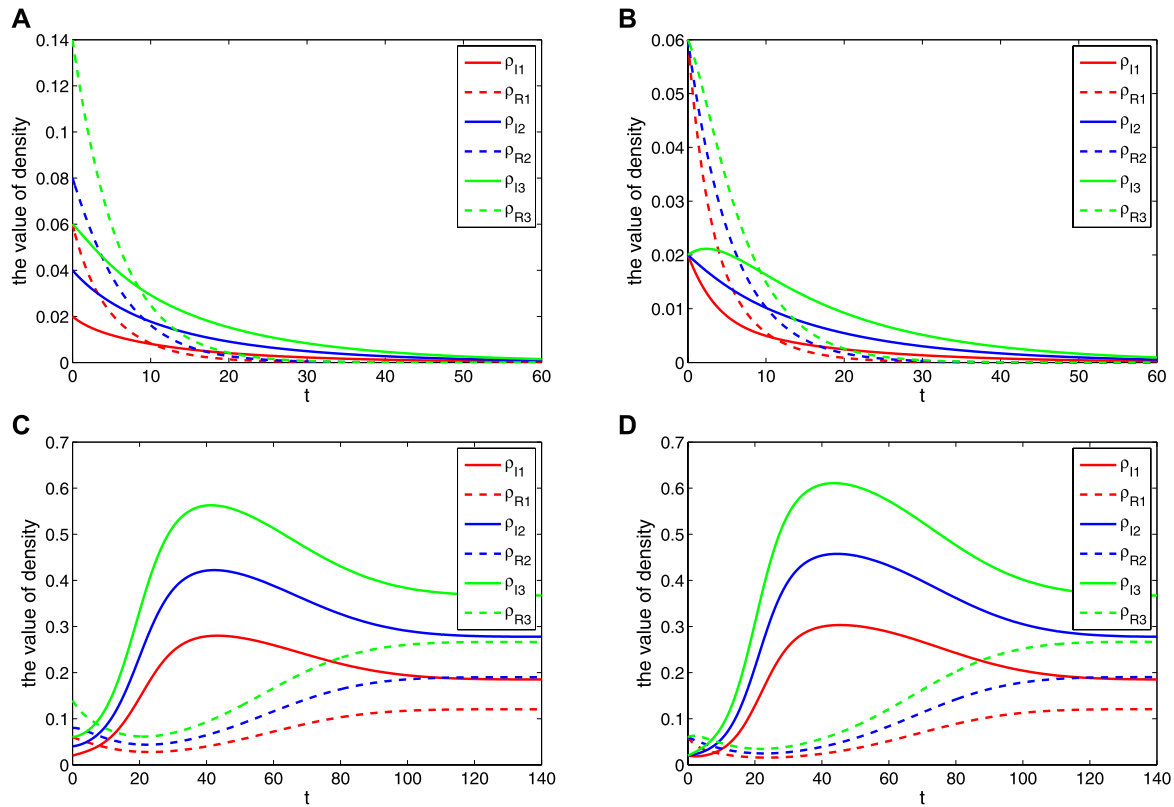 A
the value of density
0.14
0.12
0.1
0.08
0.06
0.04
0.02
0
0 10 20 30 40 50 60
t
ρI1
ρR1
ρI2
ρR2
ρI3
ρR3
B
the value of density
0.06
0.05
0.04
0.03
0.02
0.01
0
0 10 20 30 40 50 60
t
ρI1
ρR1
ρI2
ρR2
ρI3
ρR3
C
the value of density
0.7
0.6
0.5
0.4
0.3
0.2
0.1
0
0 20 40 60 80 100 120 140
t
ρI1
ρR1
ρI2
ρR2
ρI3
ρR3
D
the value of density
0.7
0.6
0.5
0.4
0.3
0.2
0.1
0
0 20 40 60 80 100 120 140
t
ρI1
ρR1
ρI2
ρR2
ρI3
ρR3